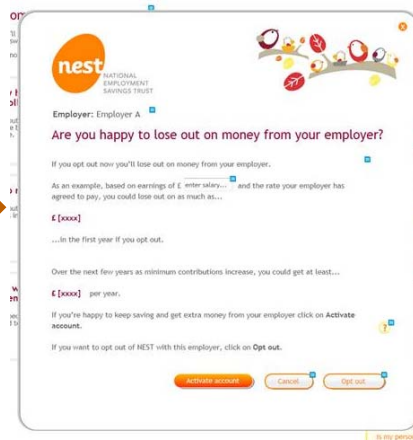 nest
NATIONAL
EMPLOYMENT
SAVINGS TRUST
Employer: Employer A
Are you happy to lose out on money from your employer?
If you opt out now you'll lose out on money from your employer.
As an example, based on earnings of £ enter salary... and the rate your employer has
agreed to pay, you could lose out on as much as...
£ [xxxx]
...in the first year if you opt out.
Over the next few years as minimum contributions increase, you could get at least...
£ [xxxx] per year.
If you're happy to keep saving and get extra money from your employer click on Activate
account.
If you want to opt out of NEST with this employer, click on Opt out.
Activate account
Cancel
Opt out